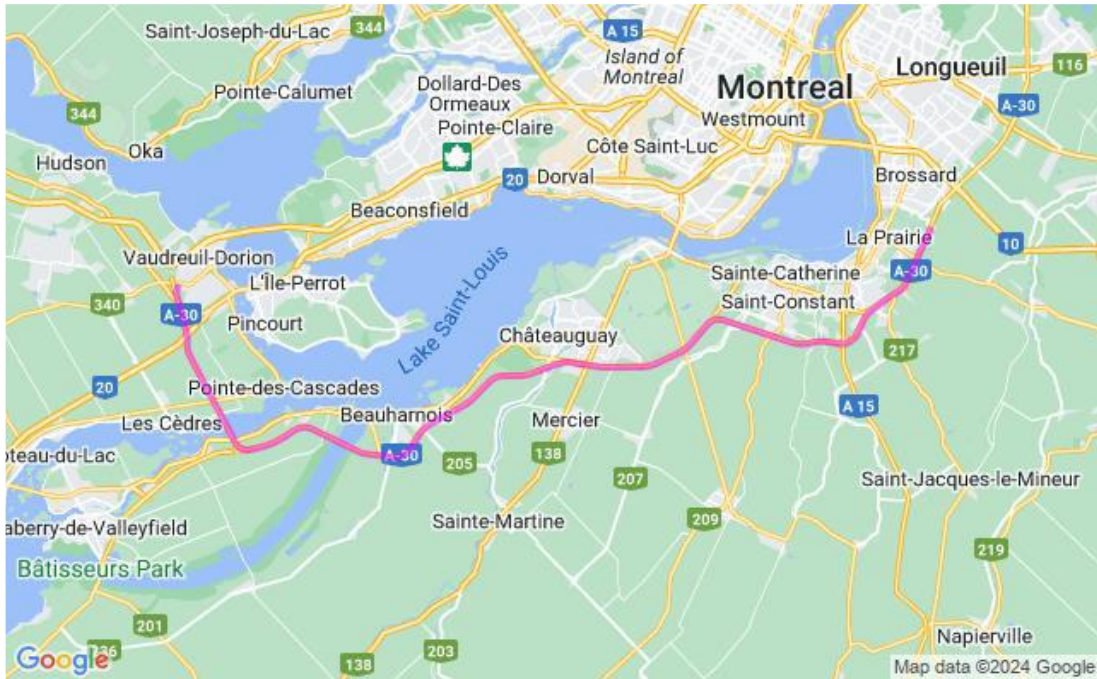 Saint-Joseph-du-Lac
344
A 15
Island of
Montreal
Longueuil
116
Pointe-Calumet
Dollard-Des
Ormeaux
Montreal
A-30
344
Pointe-Claire
Westmount
Hudson
Oka
Côte Saint-Luc
20
Dorval
Brossard
Beaconsfield
La Prairie
10
Vaudreuil-Dorion
L'Île-Perrot
Sainte-Catherine
A-30
340
A-30
Saint-Constant
Pincourt
Lake Saint-Louis
Châteauguay
217
20
Pointe-des-Cascades
A 15
Les Cèdres
Beauharnois
Mercier
oteau-du-Lac
A-30
205
138
207
Saint-Jacques-le-Mineur
aberry-de-Valleyfield
Sainte-Martine
209
219
Bâtisseurs Park
201
Napierville
Google
236
138
203
Map data ©2024 Google